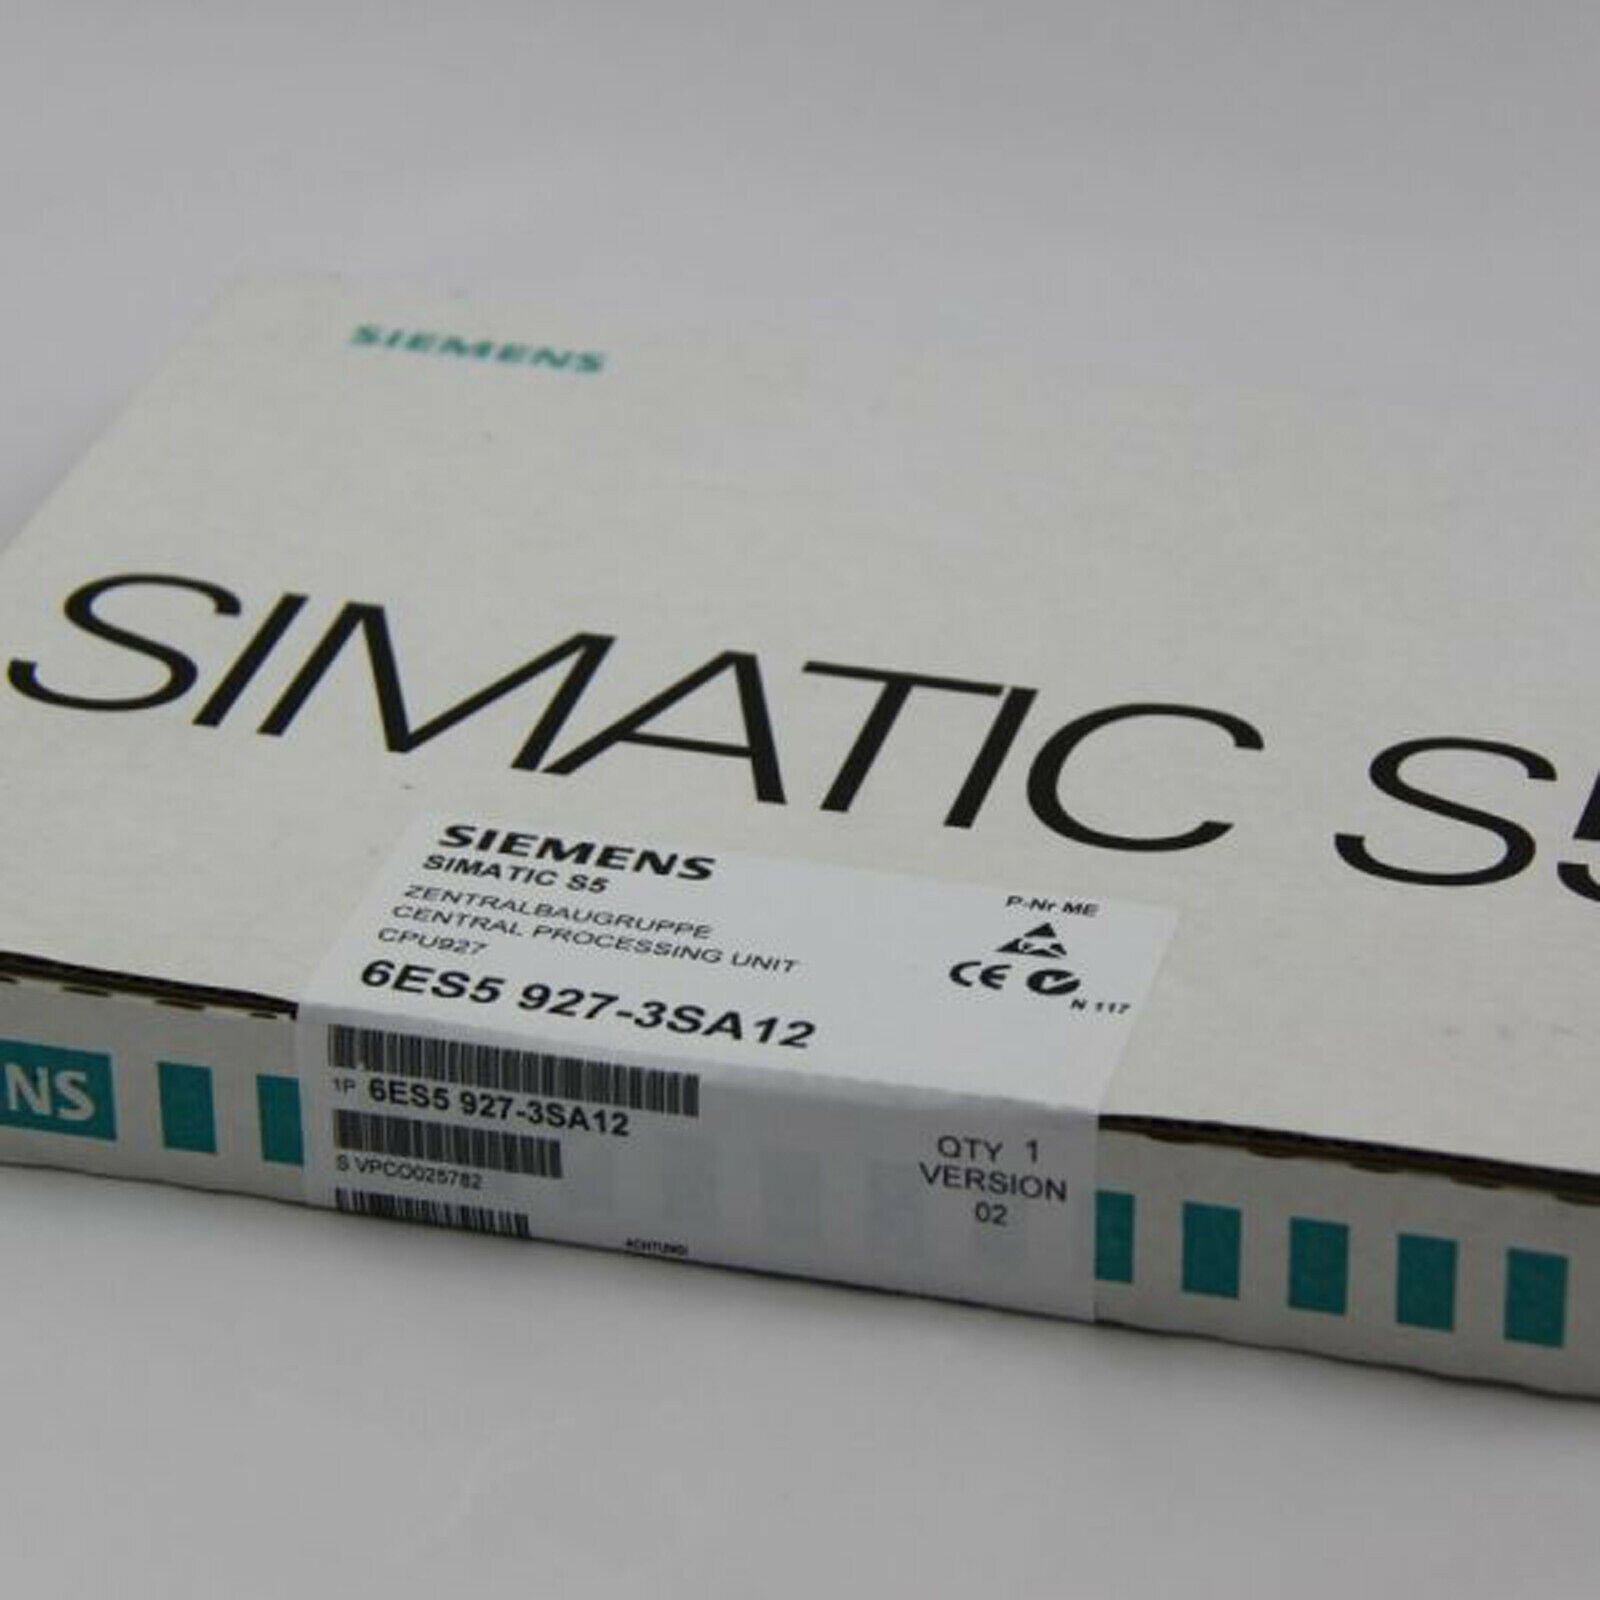 SIEMENS
SIMATIC S5
SIEMENS
SIMATIC S5
ZENTRALBAUGRUPPE
CENTRAL PROCESSING UNIT
CPU927
6ES5 927-3SA12
P-Nr ME
CE
N 117
1P 6ES5 927-3SA12
S VPCO025782
QTY 1
VERSION
02
ACHTUNG!
NS